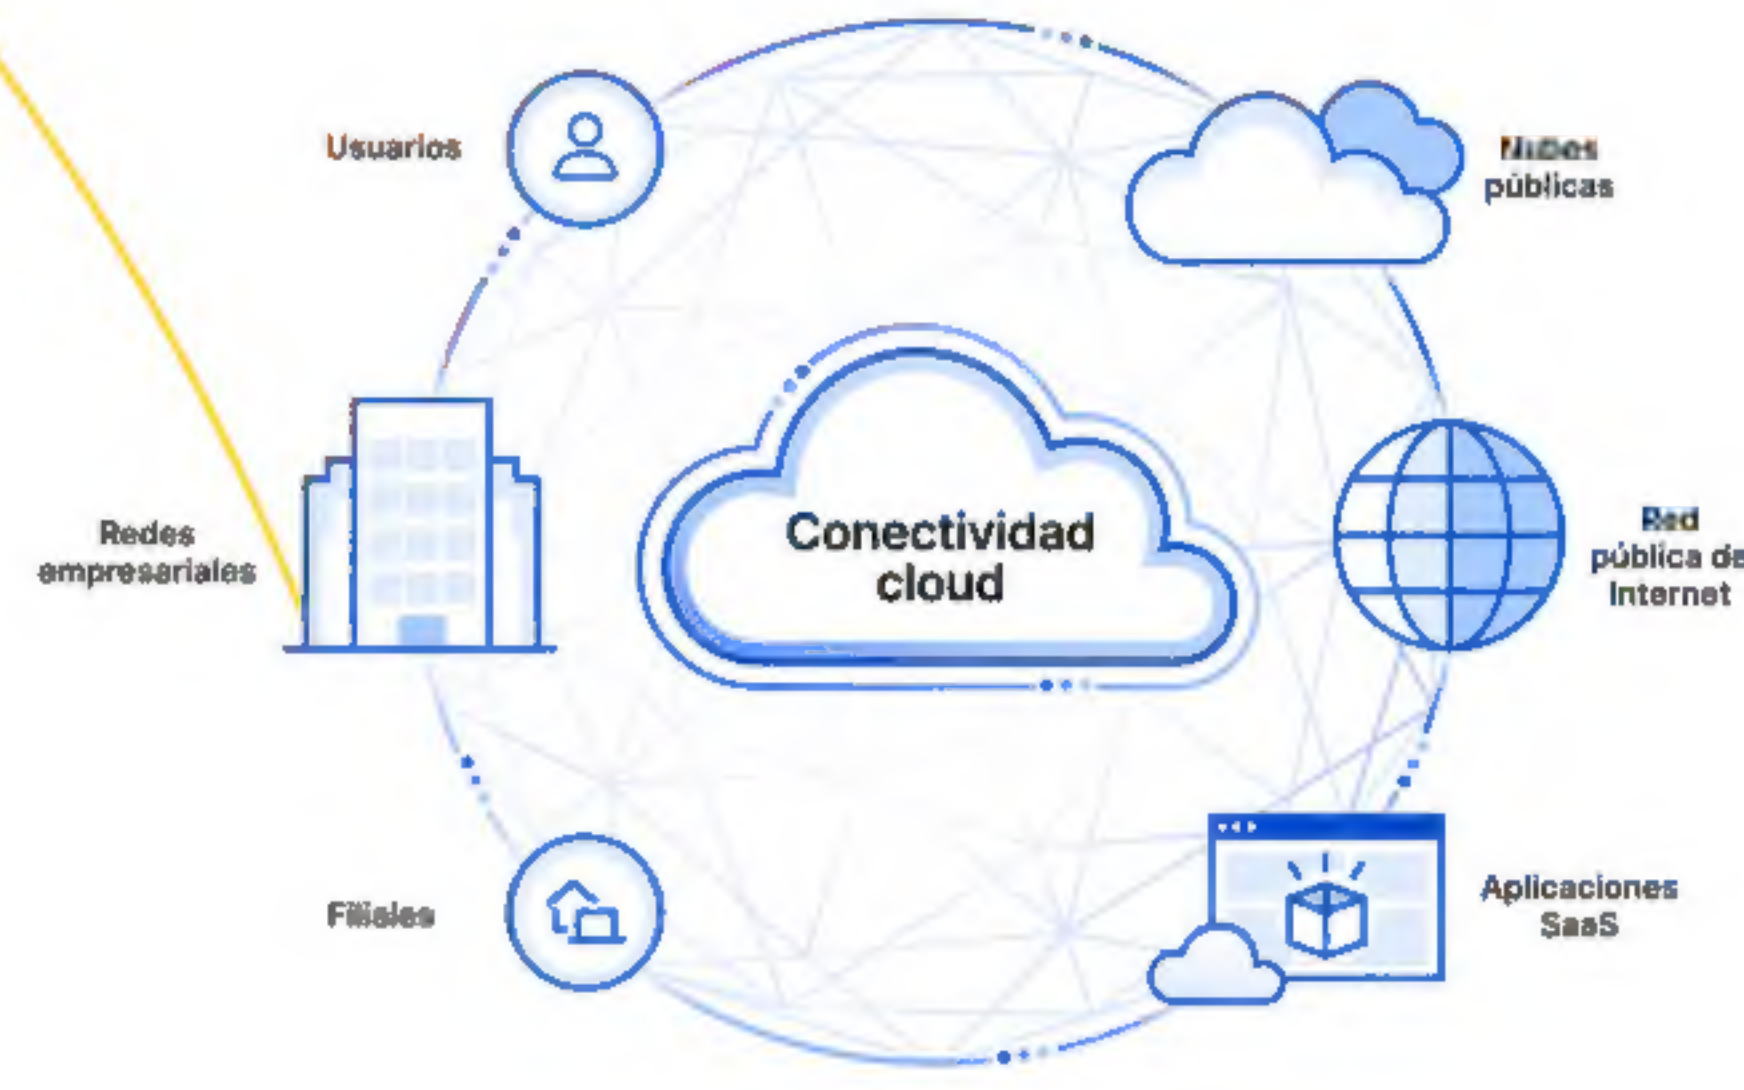 Usuarios
Nubes
públicas
Conectividad
cloud
Redes
empresariales
Red
pública de
Internet
Filiales
Aplicaciones
SaaS